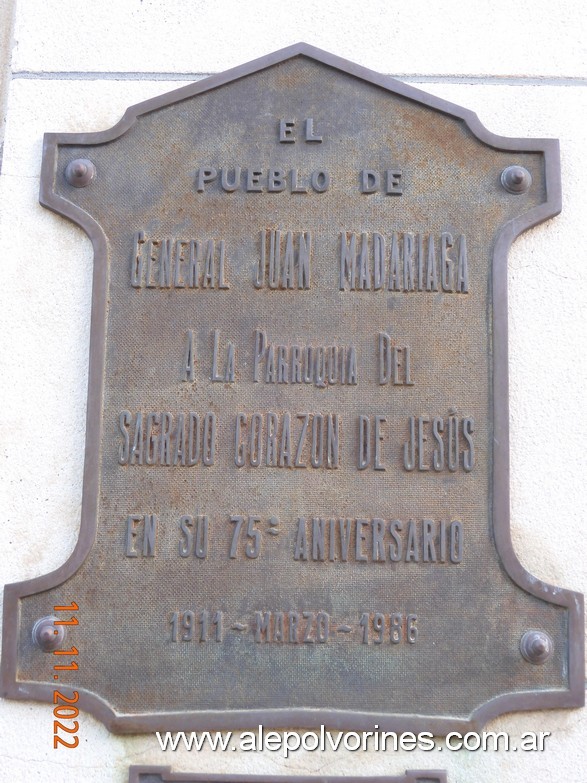 EL
PUEBLO DE
GENERAL JUAN MADARIAGA
A LA PARROQUIA DEL
SAGRADO CORAZON DE JESÚS
EN SU 75º ANIVERSARIO
1911~MARZO~1986
11.11.2022
www.alepolvorines.com.ar